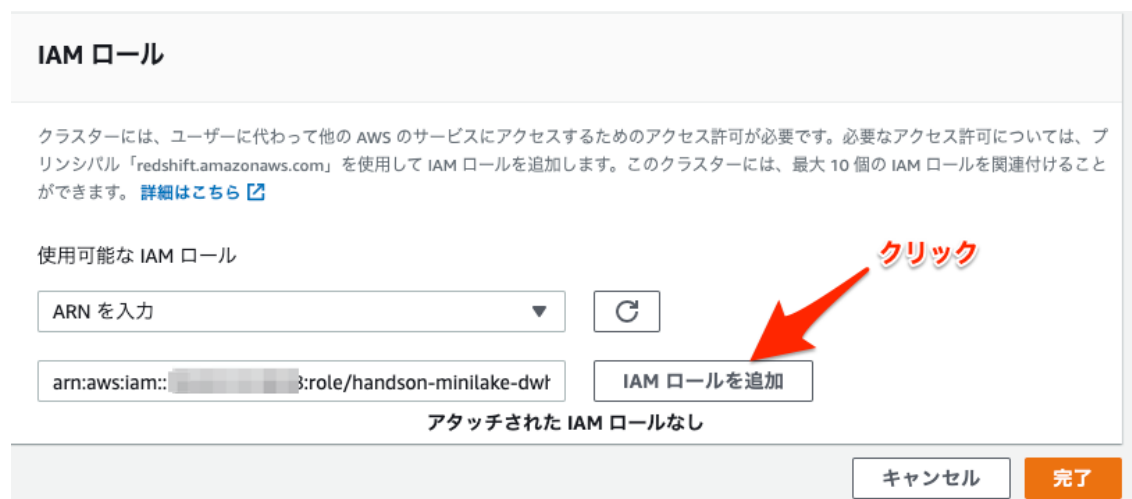 IAM ロール
クラスターには、ユーザーに代わって他の AWS のサービスにアクセスするためのアクセス許可が必要です。必要なアクセス許可については、プ
リンシパル「redshift.amazonaws.com」を使用して IAM ロールを追加します。このクラスターには、最大 10 個の IAM ロールを関連付けること
ができます。 詳細はこちら
使用可能な IAM ロール
クリック
ARN を入力
arn:aws:iam:: :role/handson-minilake-dwh
IAM ロールを追加
アタッチされた IAM ロールなし
キャンセル
完了